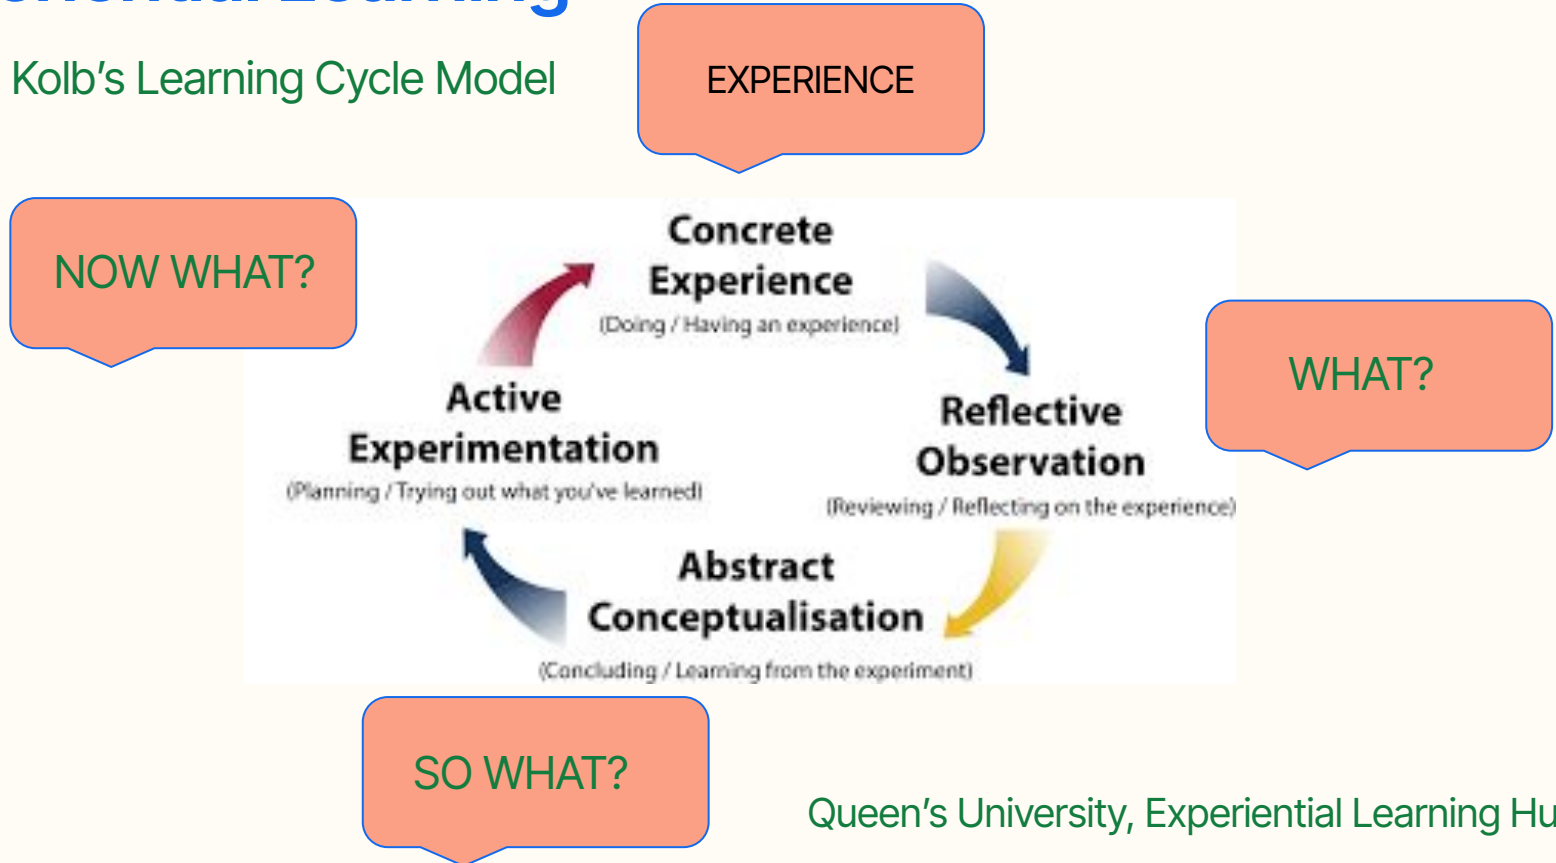 Learning
Kolb's Learning Cycle Model
EXPERIENCE
NOW WHAT?
Concrete
Experience
(Doing / Having an experience)
WHAT?
Active
Experimentation
(Planning / Trying out what you've learned)
Reflective
Observation
(Reviewing / Reflecting on the experience)
Abstract
Conceptualisation
(Concluding / Learning from the experiment)
SO WHAT?
Queen's University, Experiential Learning